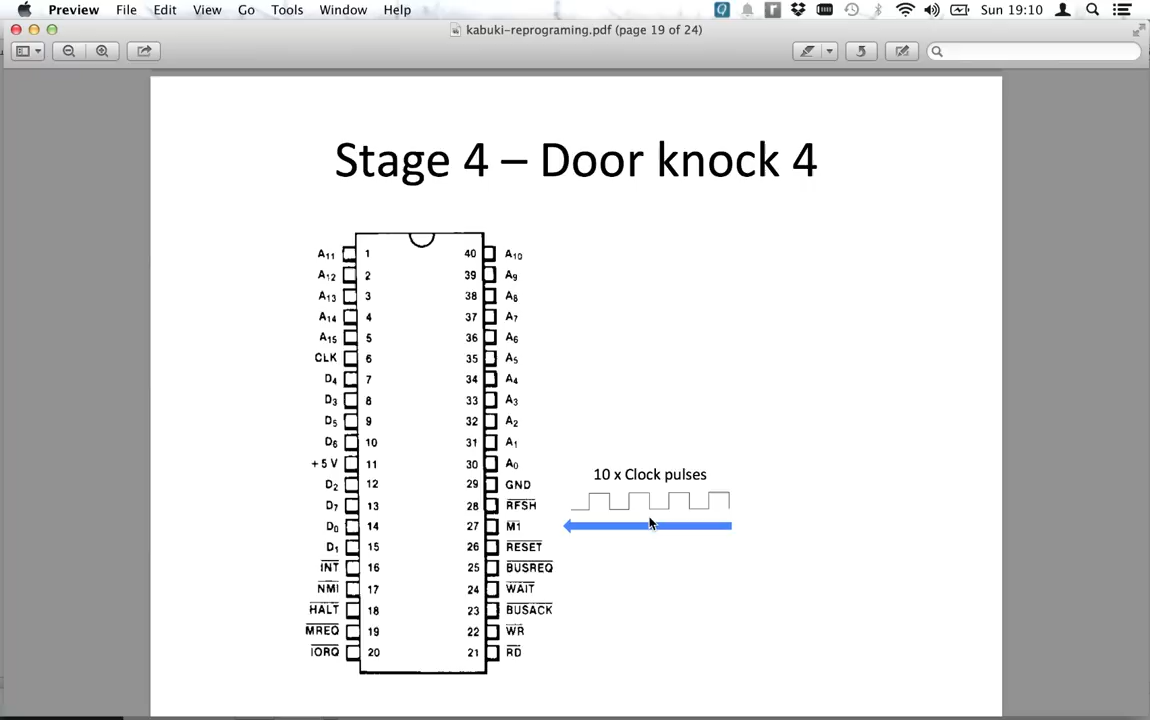 Preview File Edit View Go Tools Window Help Sun 19:10
kabuki-reprograming.pdf (page 19 of 24)
Stage 4 – Door knock 4
A11 1 40 A10
A12 2 39 A9
A13 3 38 A8
A14 4 37 A7
A15 5 36 A6
CLK 6 35 A5
D4 7 34 A4
D3 8 33 A3
D5 9 32 A2
D6 10 31 A1
+5 V 11 30 A0
10 x Clock pulses
D2 12 29 GND
D7 13 28 RFSH
D0 14 27 M1
D1 15 26 RESET
INT 16 25 BUSREQ
NMI 17 24 WAIT
HALT 18 23 BUSACK
MREQ 19 22 WR
IORQ 20 21 RD